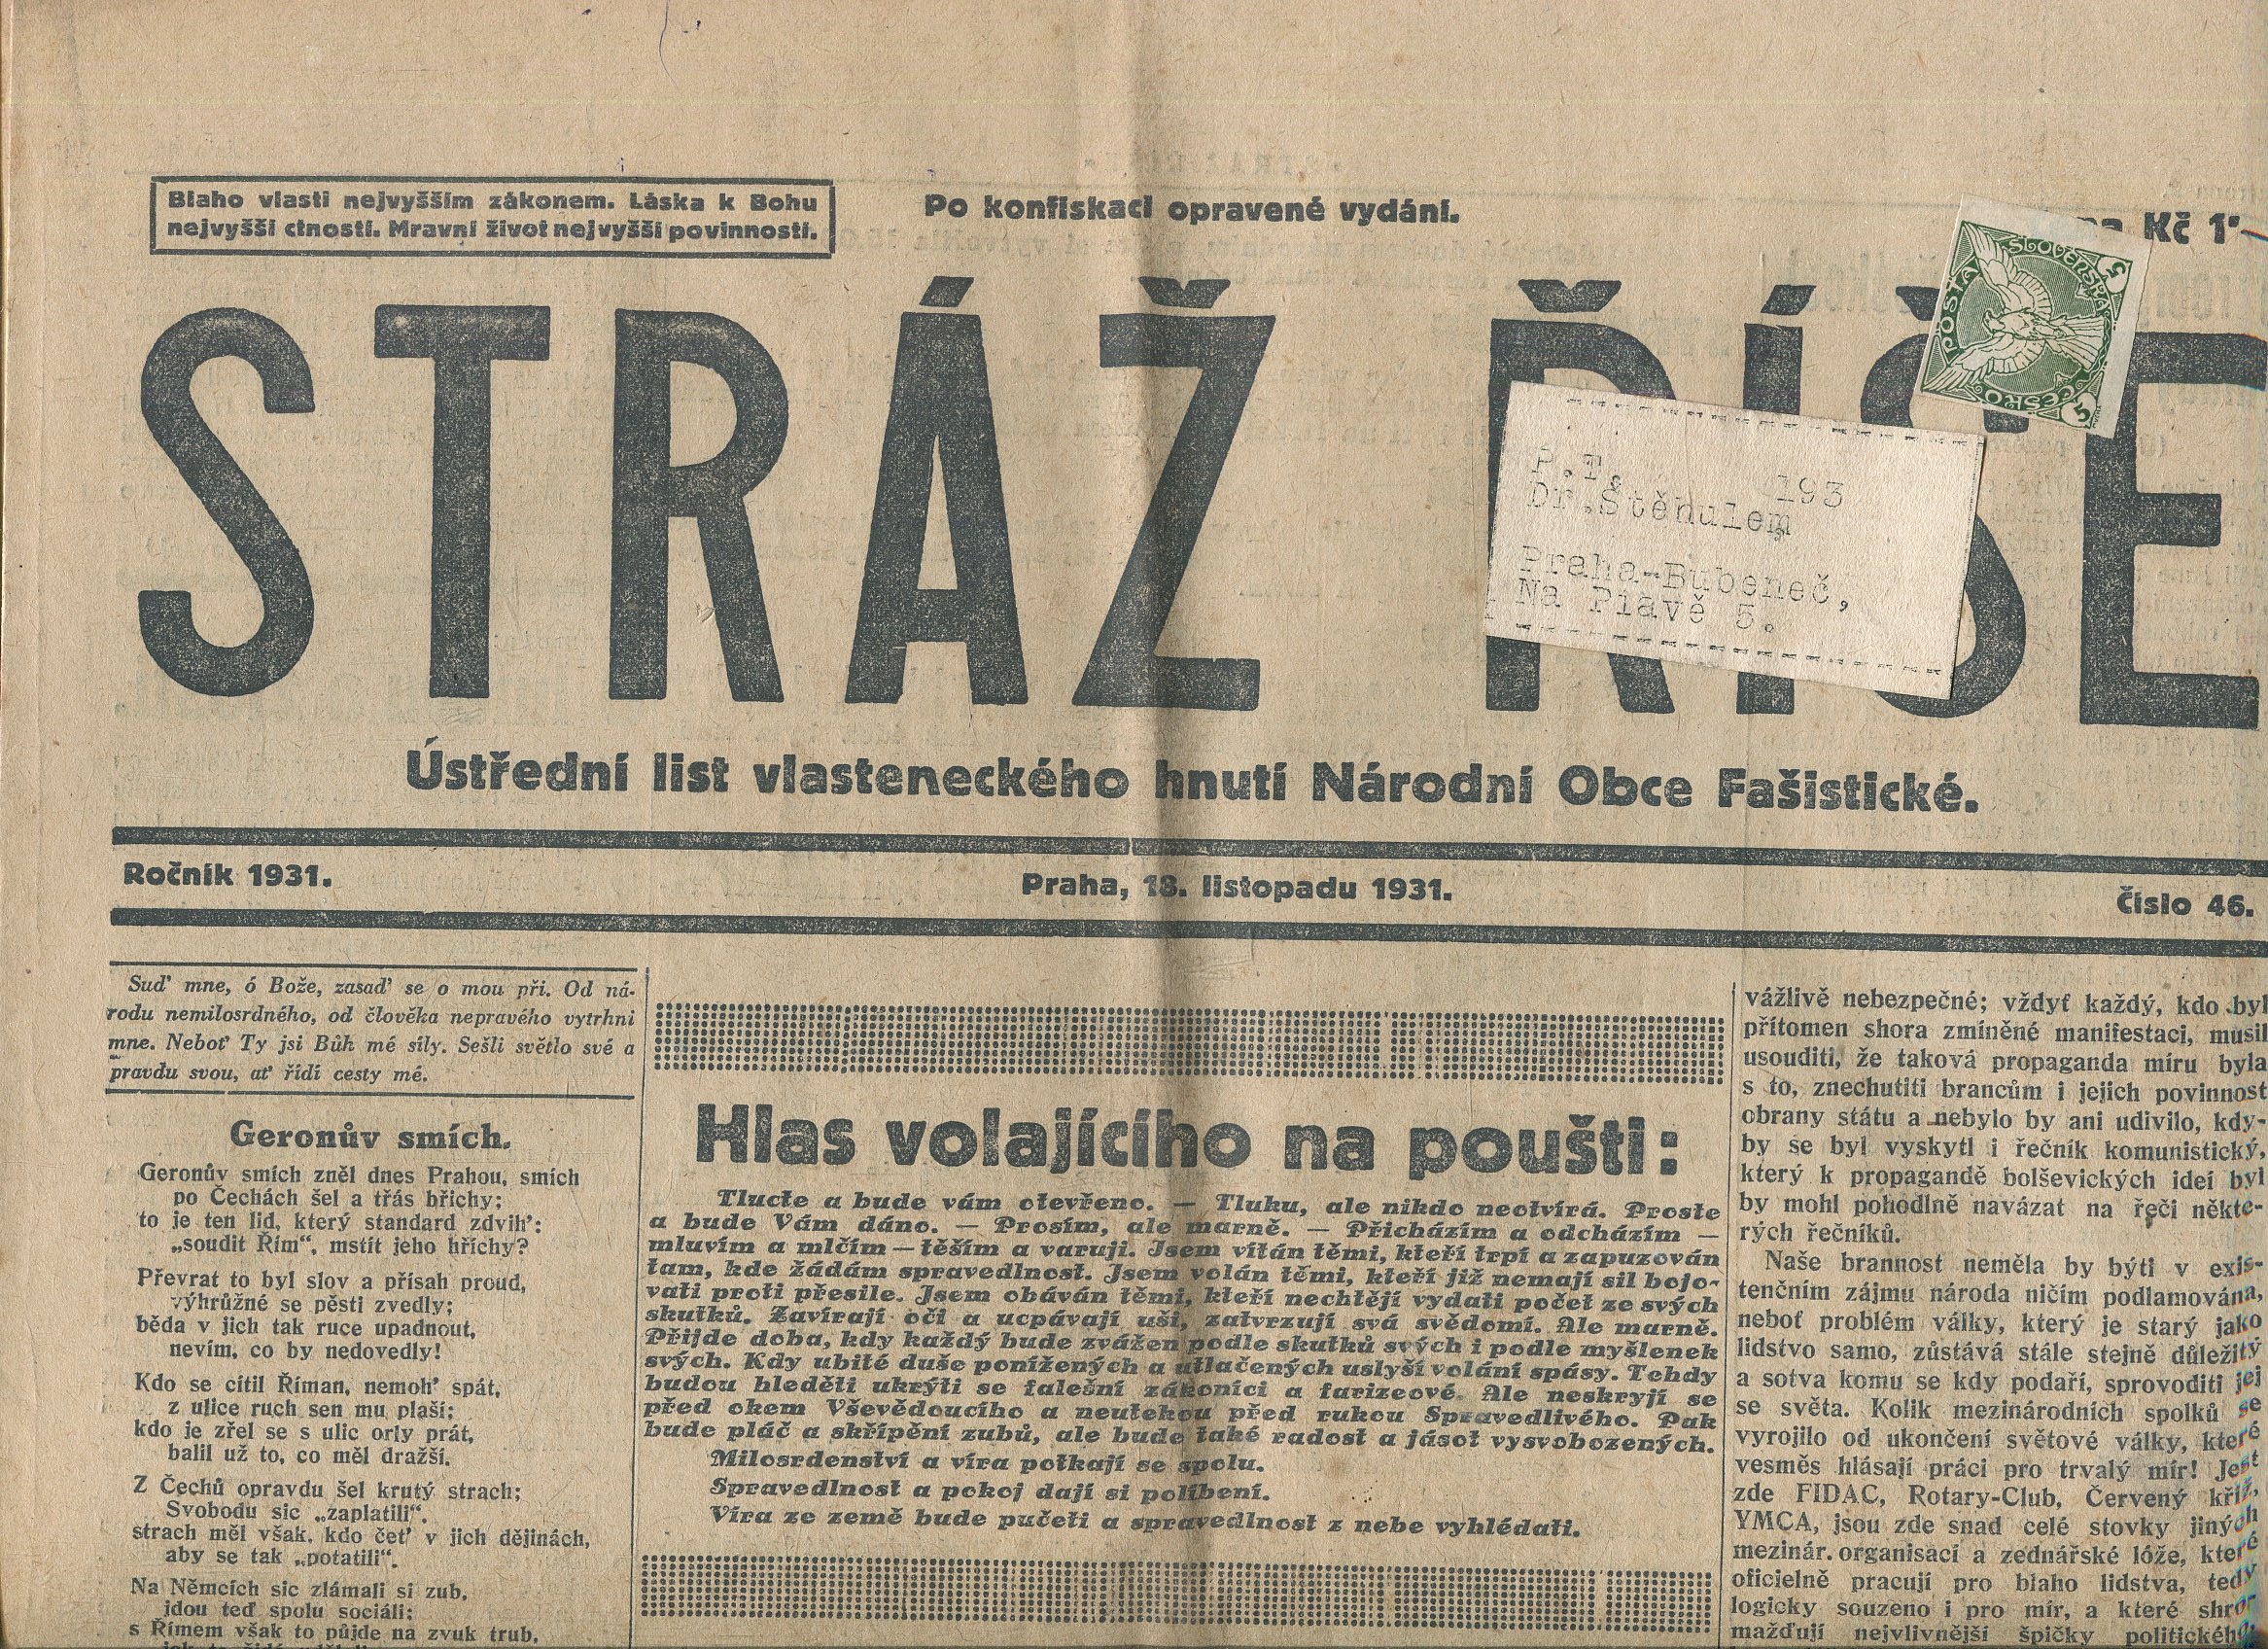 Blaho vlasti nejvyšším zákonem. Láska k Bohu
nejvyšší ctností. Mravní život nejvyšší povinností.
Po konfiskaci opravené vydání.
Kč 1·—
STRÁŽ ŘÍŠE
POSTA
SLOVENSKÁ
ČESKO
5
5
P.T. 193
Dr.Štěhulem
Praha-Bubeneč,
Na Piavě 5.
Ústřední list vlasteneckého hnutí Národní Obce Fašistické.
Ročník 1931.
Praha, 18. listopadu 1931.
Číslo 46.
Suď mne, ó Bože, zasaď se o mou při. Od ná-
rodu nemilosrdného, od člověka nepravého vytrhni
mne. Neboť Ty jsi Bůh mé síly. Sešli světlo své a
pravdu svou, ať řídí cesty mé.
Geronův smích.
Geronův smích zněl dnes Prahou, smích
po Čechách šel a třás břichy;
to je ten lid, který standard zdvih':
„soudit Řím“, mstít jeho hříchy?
Převrat to byl slov a přísah proud,
výhrůžné se pěsti zvedly;
běda v jich tak ruce upadnout,
nevím, co by nedovedly!
Kdo se cítil Říman, nemoh' spát,
z ulice ruch sen mu plaší;
kdo je zřel se s ulic orly prát,
balil už to, co měl dražší.
Z Čechů opravdu šel krutý strach;
Svobodu sic „zaplatili“.
strach měl však, kdo čet' v jich dějinách,
aby se tak „potatili“.
Na Němcích sic zlámali si zub,
jdou teď spolu sociáli;
s Římem však to půjde na zvuk trub,
Hlas volajícího na poušti:
Tlucte a bude vám otevřeno. — Tluku, ale nikdo neotvírá. Proste
a bude Vám dáno. — Prosím, ale marně. — Přicházím a odcházím —
mluvím a mlčím — těším a varuji. Jsem vítán těmi, kteří trpí a zapuzován
tam, kde žádám spravedlnost. Jsem volán těmi, kteří již nemají sil bojo-
vati proti přesile. Jsem obáván těmi, kteří nechtějí vydati počet ze svých
skutků. Zavírají oči a ucpávají uši, zatvrzují svá svědomí. Ale marně.
Přijde doba, kdy každý bude zvážen podle skutků svých i podle myšlenek
svých. Kdy ubité duše ponížených a utlačených uslyší volání spásy. Tehdy
budou hleděti ukrýti se falešní zákoníci a farizeové. Ale neskryjí se
před okem Vševědoucího a neutekou před rukou Spravedlivého. Pak
bude pláč a skřípění zubů, ale bude také radost a jásot vysvobozených.
Milosrdenství a víra potkají se spolu.
Spravedlnost a pokoj dají si políbení.
Víra ze země bude pučeti a spravedlnost z nebe vyhlédati.
vážlivě nebezpečné; vždyť každý, kdo byl
přítomen shora zmíněné manifestaci, musil
usouditi, že taková propaganda míru byla
s to, znechutiti brancům i jejich povinnost
obrany státu a nebylo by ani udivilo, kdy-
by se byl vyskytl i řečník komunistický,
který k propagandě bolševických ideí byl
by mohl pohodlně navázat na řeči někte-
rých řečníků.
Naše brannost neměla by býti v exis-
tenčním zájmu národa ničím podlamována,
neboť problém války, který je starý jako
lidstvo samo, zůstává stále stejně důležitý
a sotva komu se kdy podaří, sprovoditi jej
se světa. Kolik mezinárodních spolků se
vyrojilo od ukončení světové války, které
vesměs hlásají práci pro trvalý mír! Jest
zde FIDAC, Rotary-Club, Červený kříž,
YMCA, jsou zde snad celé stovky jiných
mezinár. organisací a zednářské lóže, které
oficielně pracují pro blaho lidstva, tedy
logicky souzeno i pro mír, a které shro-
mažďují nejvlivnější špičky politického